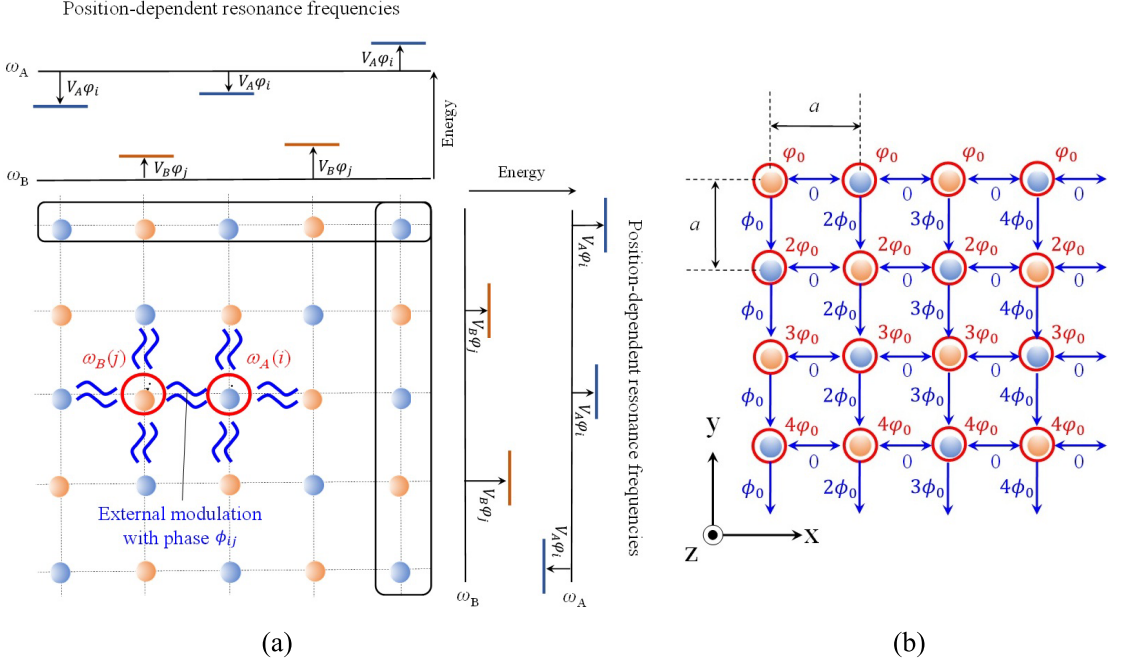 Position-dependent resonance frequencies
V_Aφ_i
ω_A
V_Aφ_i
V_Aφ_i
Energy
V_Bφ_j
V_Bφ_j
ω_B
Energy
V_Aφ_i
V_Bφ_j
V_Aφ_i
V_Bφ_j
V_Aφ_i
ω_B
ω_A
Position-dependent resonance frequencies
ω_B(j)
ω_A(i)
External modulation
with phase ϕ_ij
(a)
a
φ_0 φ_0 φ_0 φ_0
0 0 0 0
a
ϕ_0 2ϕ_0 3ϕ_0 4ϕ_0
2φ_0 2φ_0 2φ_0 2φ_0
0 0 0 0
ϕ_0 2ϕ_0 3ϕ_0 4ϕ_0
3φ_0 3φ_0 3φ_0 3φ_0
0 0 0 0
ϕ_0 2ϕ_0 3ϕ_0 4ϕ_0
4φ_0 4φ_0 4φ_0 4φ_0
0 0 0 0
ϕ_0 2ϕ_0 3ϕ_0 4ϕ_0
y
x
z
(b)